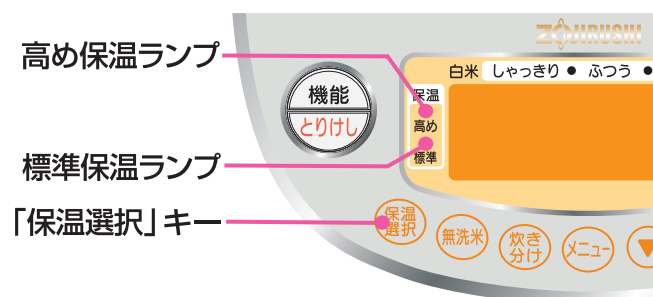 高め保温ランプ
標準保温ランプ
「保温選択」キー
ZOJIRUSHI
白米 しゃっきり ● ふつう ●
機能
とりけし
保温
高め
標準
保温
選択
無洗米
炊き
分け
メニュー
▼